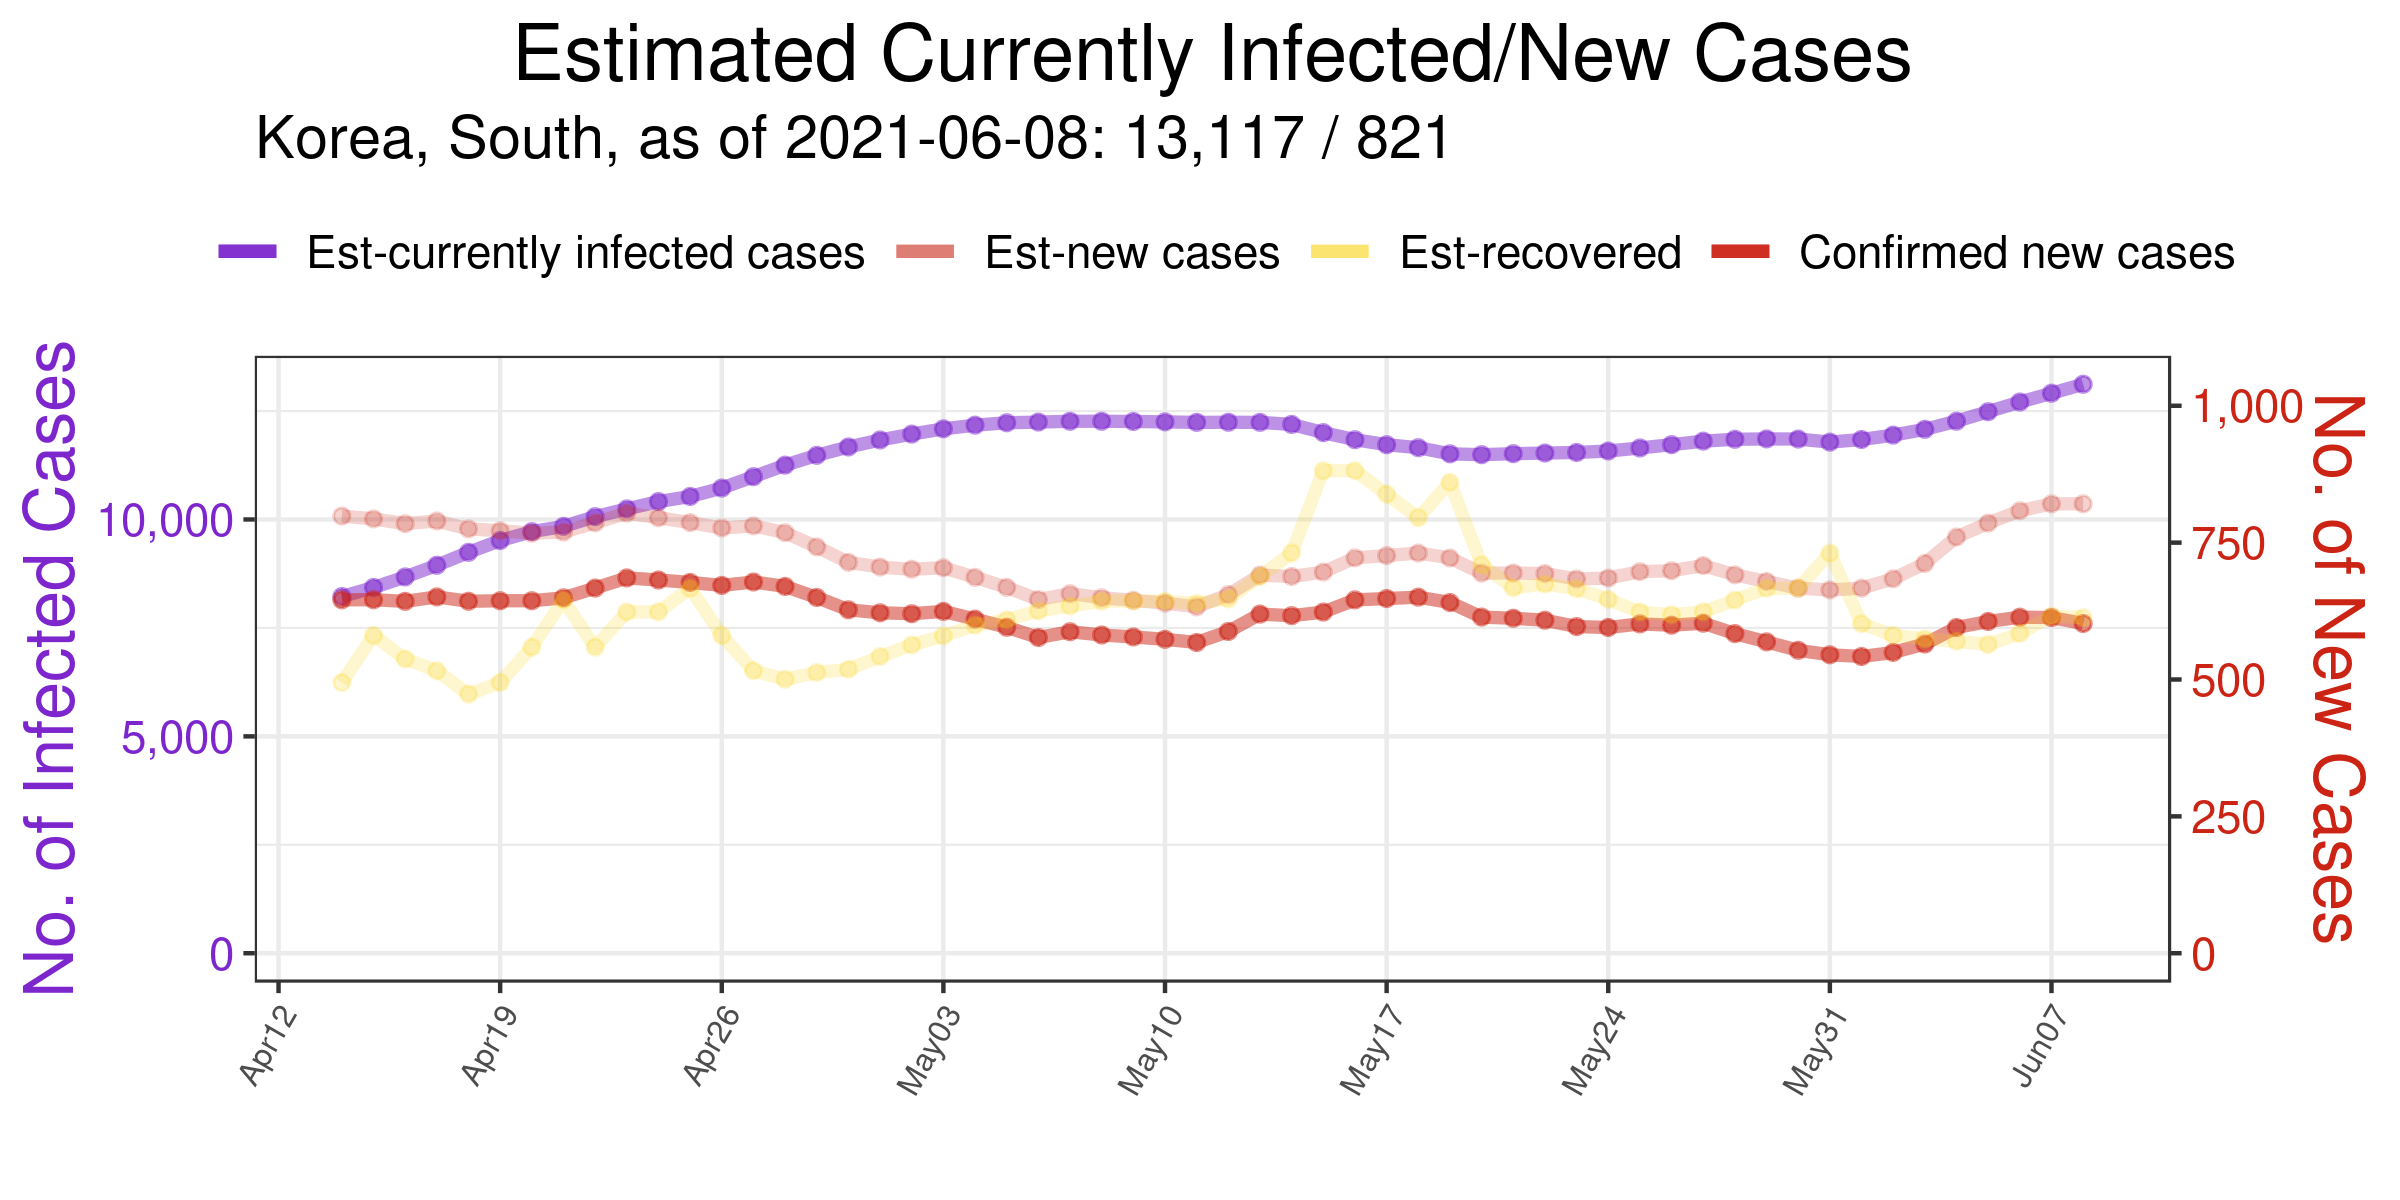 Estimated Currently Infected/New Cases
Korea, South, as of 2021-06-08: 13,117 / 821
Est-currently infected cases Est-new cases Est-recovered Confirmed new cases
No. of Infected Cases
10,000
5,000
0
1,000
750
500
250
0
No. of New Cases
Apr12 Apr19 Apr26 May03 May10 May17 May24 May31 Jun07